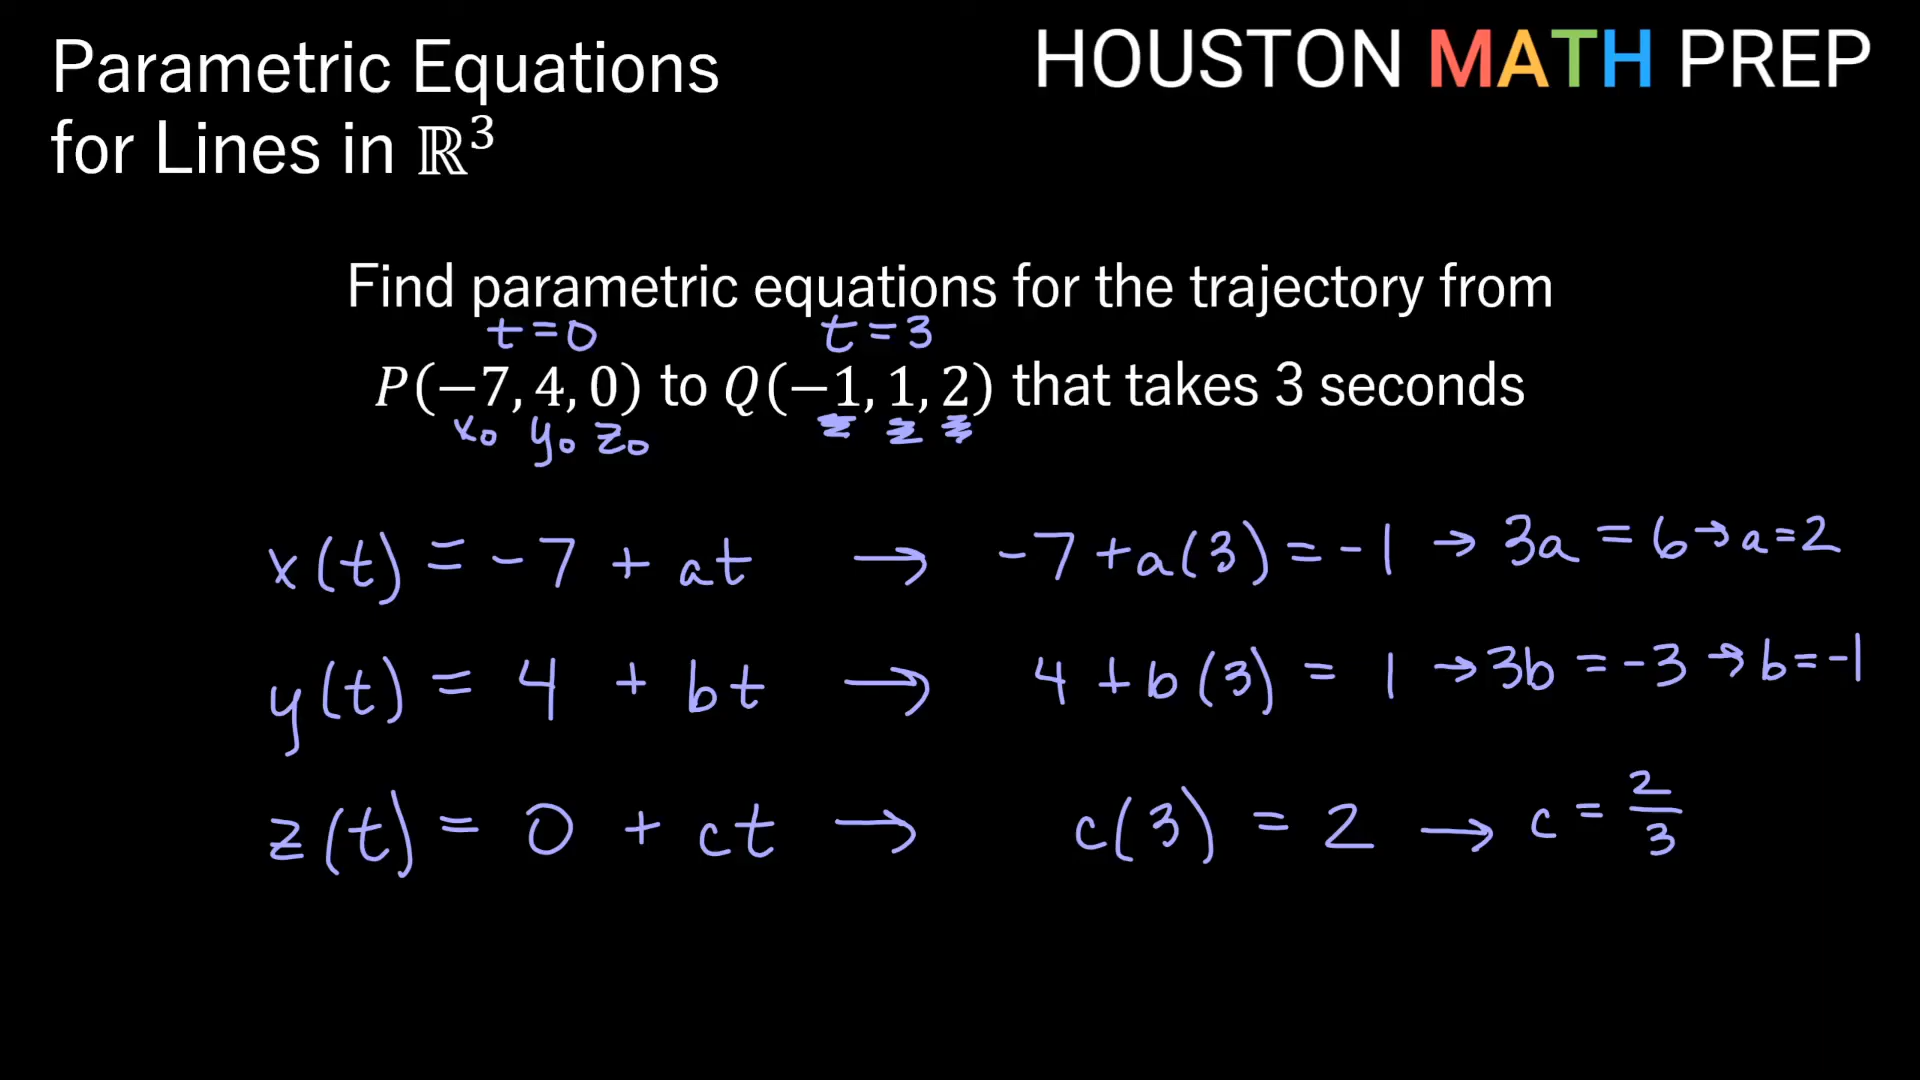 Parametric Equations
for Lines in ℝ³
HOUSTON MATH PREP
Find parametric equations for the trajectory from
t=0 t=3
P(−7, 4, 0) to Q(−1, 1, 2) that takes 3 seconds
x₀ y₀ z₀
x(t) = -7 + at → -7 + a(3) = -1 → 3a = 6 → a=2
y(t) = 4 + bt → 4 + b(3) = 1 → 3b = -3 → b=-1
z(t) = 0 + ct → c(3) = 2 → c = 2/3